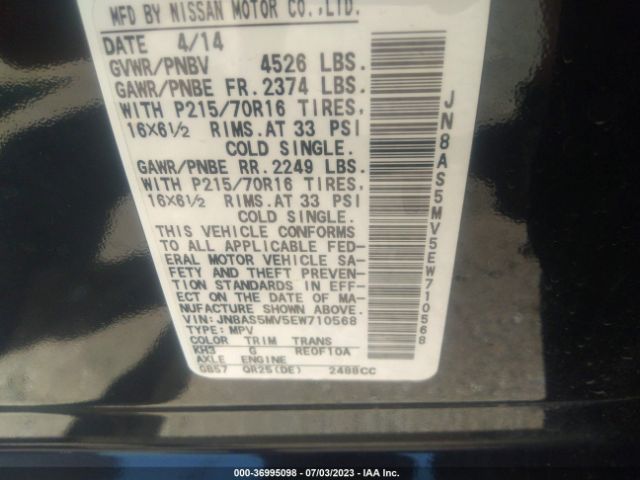 MFD BY NISSAN MOTOR CO.,LTD.
DATE 4/14
GVWR/PNBV 4526 LBS.
GAWR/PNBE FR. 2374 LBS.
WITH P215/70R16 TIRES,
16X6½ RIMS.AT 33 PSI
COLD SINGLE.
GAWR/PNBE RR. 2249 LBS.
WITH P215/70R16 TIRES,
16X6½ RIMS.AT 33 PSI
COLD SINGLE.
THIS VEHICLE CONFORMS
TO ALL APPLICABLE FED-
ERAL MOTOR VEHICLE SA-
FETY AND THEFT PREVEN-
TION STANDARDS IN EFF-
ECT ON THE DATE OF MA-
NUFACTURE SHOWN ABOVE.
VIN: JN8AS5MV5EW710568
TYPE: MPV
COLOR TRIM TRANS
KH3 G RE0F10A
AXLE ENGINE
GB57 QR25(DE) 2488CC
JN8AS5MV5EW710568
000-36995098 - 07/03/2023 - IAA Inc.